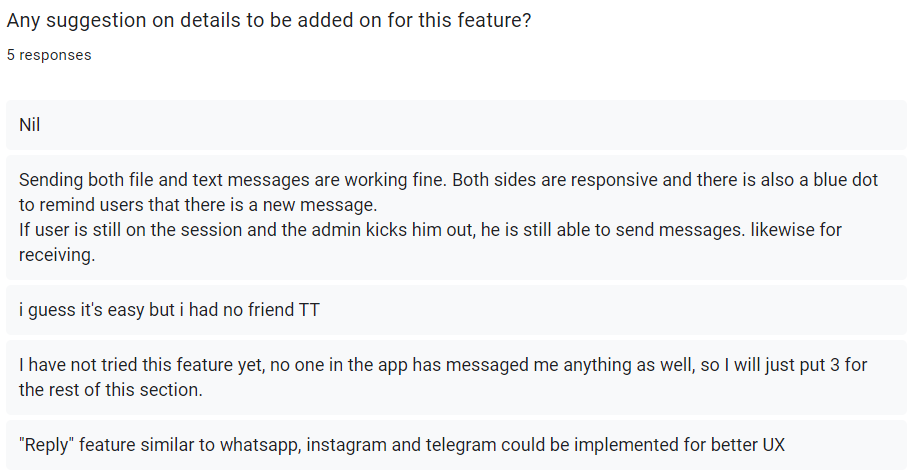 Any suggestion on details to be added on for this feature?
5 responses
Nil
Sending both file and text messages are working fine. Both sides are responsive and there is also a blue dot
to remind users that there is a new message.
If user is still on the session and the admin kicks him out, he is still able to send messages. likewise for
receiving.
i guess it's easy but i had no friend TT
I have not tried this feature yet, no one in the app has messaged me anything as well, so I will just put 3 for
the rest of this section.
"Reply" feature similar to whatsapp, instagram and telegram could be implemented for better UX